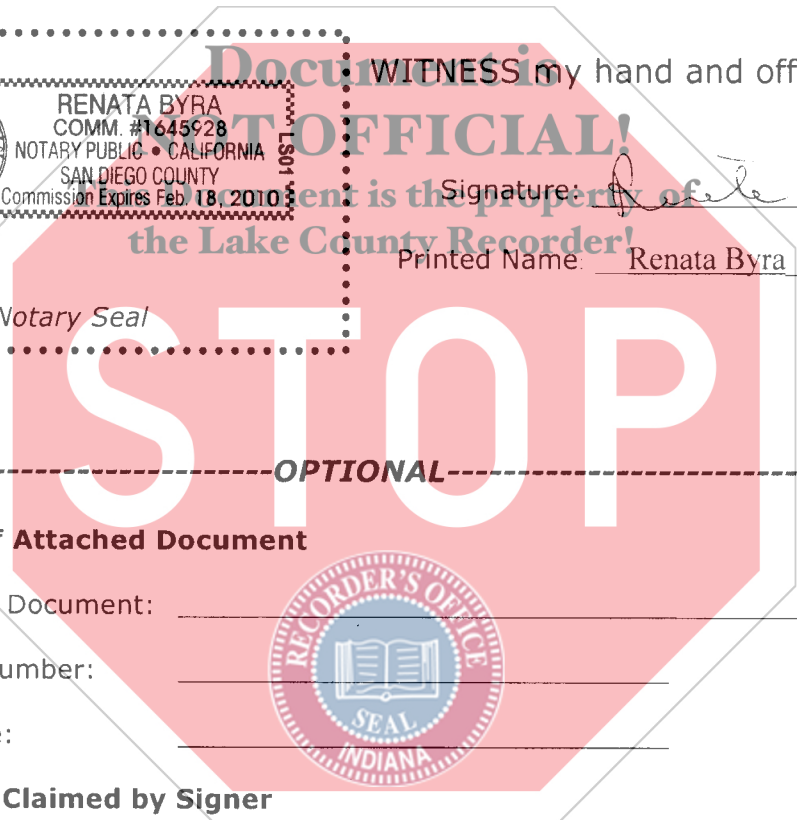 Document is
NOT OFFICIAL!
This Document is the property of
the Lake County Recorder!
STOP
RENATA BYRA
COMM. #1645928
NOTARY PUBLIC • CALIFORNIA
SAN DIEGO COUNTY
Commission Expires Feb. 18, 2010
LS01
Notary Seal
WITNESS my hand and off
Signature: Renata
Printed Name: Renata Byra
OPTIONAL
f Attached Document
Document:
umber:
e:
Claimed by Signer
RECORDER'S OFFICE
SEAL
INDIANA